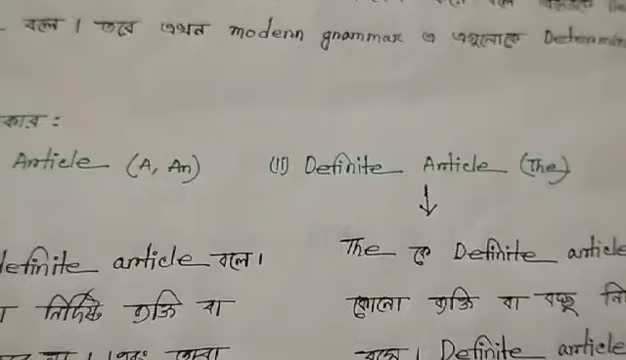 বলে । তবে এখন modern grammar এ এগুলোকে
কার :
Article (A, An) (ii) Definite Article (The)
definite article বলে। The কে Definite article
নির্দিষ্ট ব্যক্তি বা কোনো ব্যক্তি বা বস্তু
বলে । Definite article